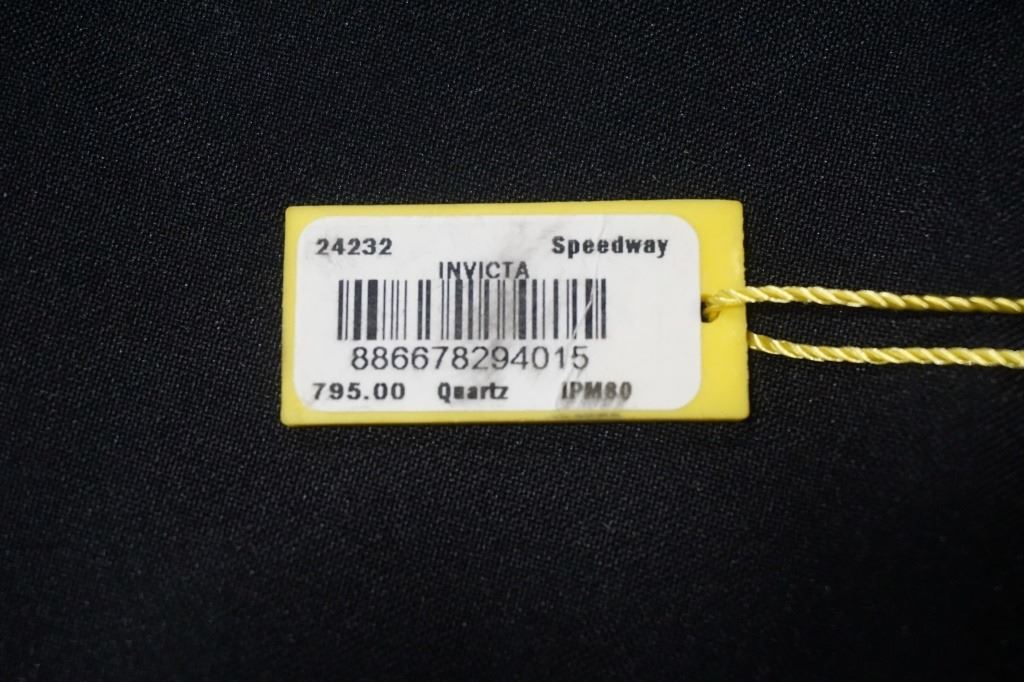 24232 Speedway
INVICTA
886678294015
795.00 Quartz IPM80